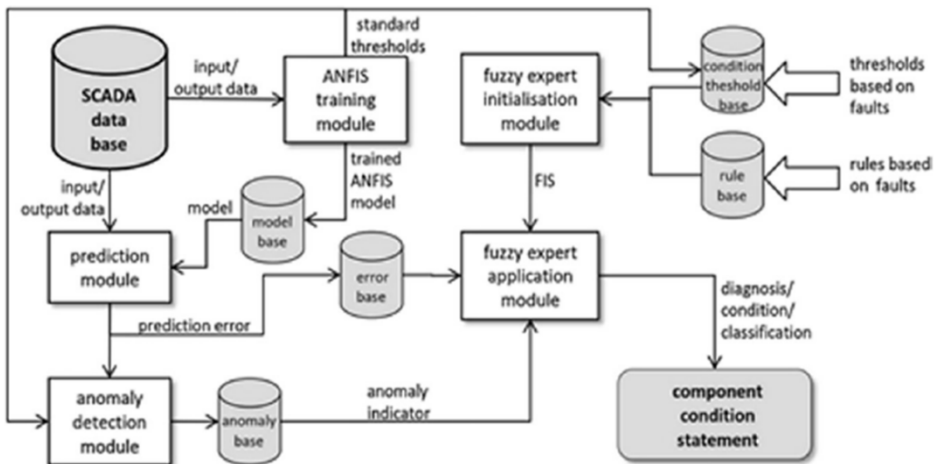 standard
thresholds
SCADA
data
base
input/
output data
ANFIS
training
module
fuzzy expert
initialisation
module
condition
threshold
base
thresholds
based on
faults
trained
ANFIS
model
FIS
rule
base
rules based
on faults
input/
output data
model
model
base
prediction
module
error
base
fuzzy expert
application
module
prediction error
diagnosis/
condition/
classification
anomaly
detection
module
anomaly
base
anomaly
indicator
component
condition
statement